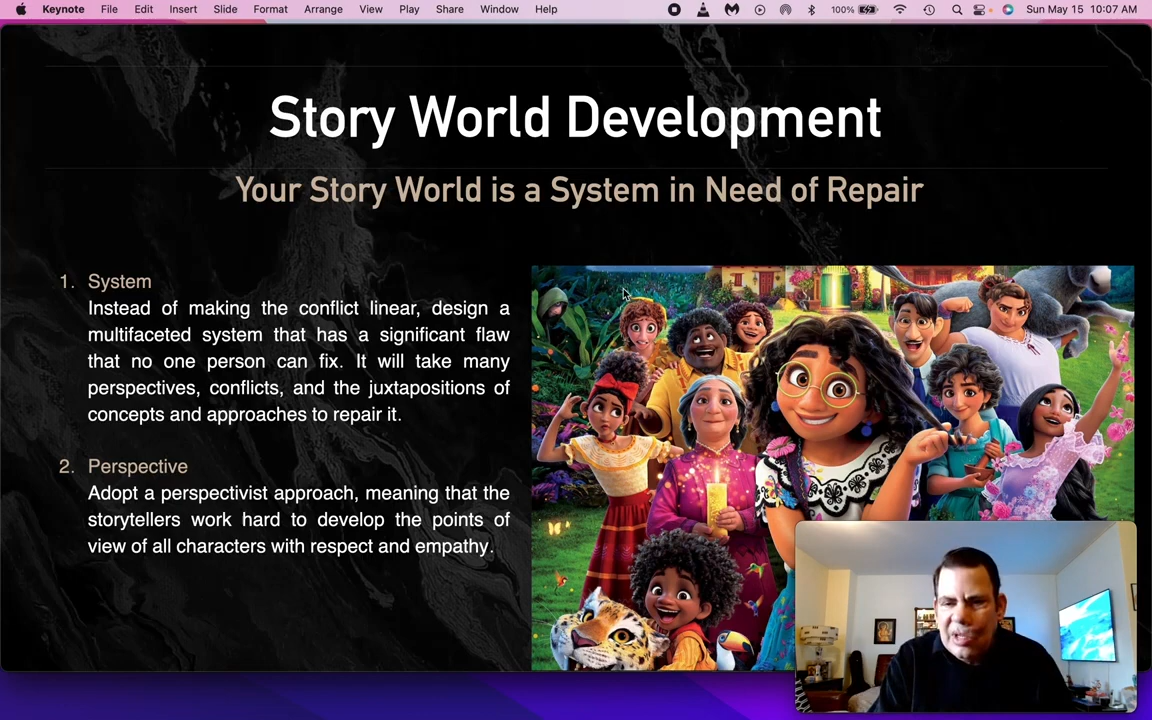 Keynote File Edit Insert Slide Format Arrange View Play Share Window Help 100% Sun May 15 10:07 AM
Story World Development
Your Story World is a System in Need of Repair
1. System
Instead of making the conflict linear, design a
multifaceted system that has a significant flaw
that no one person can fix. It will take many
perspectives, conflicts, and the juxtapositions of
concepts and approaches to repair it.
2. Perspective
Adopt a perspectivist approach, meaning that the
storytellers work hard to develop the points of
view of all characters with respect and empathy.